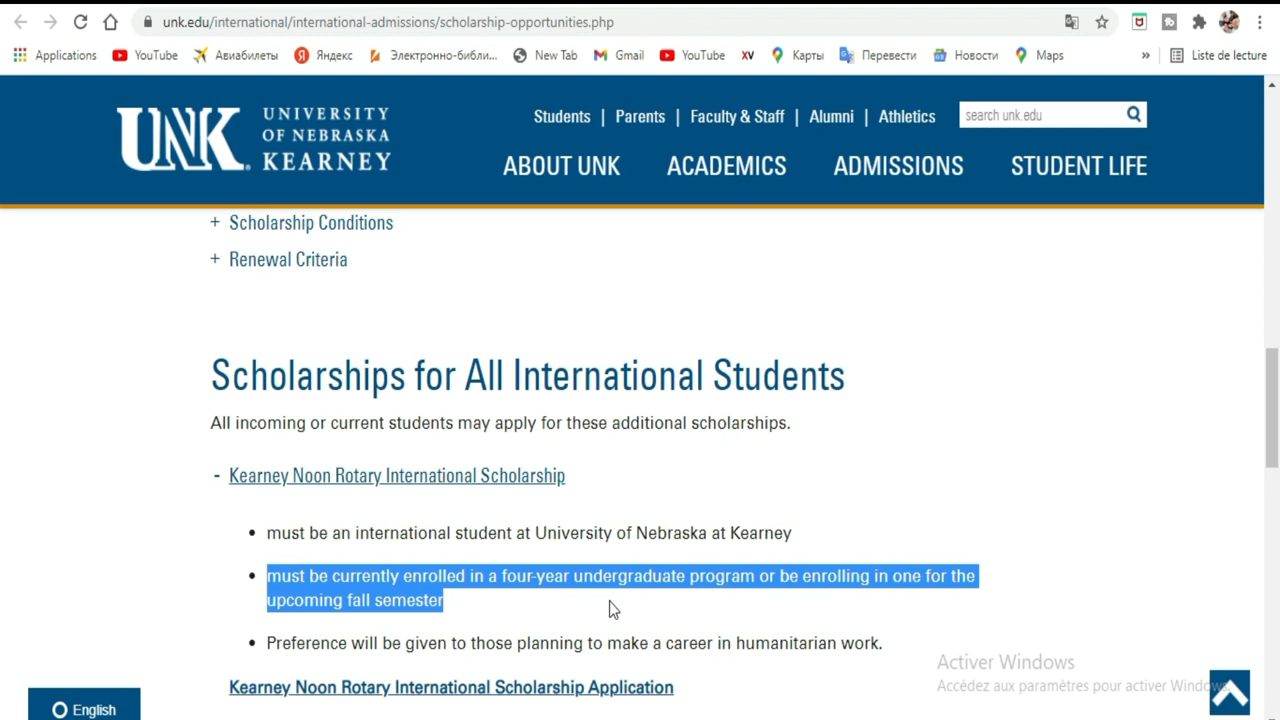 unk.edu/international/international-admissions/scholarship-opportunities.php
Applications YouTube Авиабилеты Яндекс Электронно-библи... New Tab Gmail YouTube XV Карты Перевести Новости Maps » Liste de lecture
UNK. UNIVERSITY OF NEBRASKA KEARNEY
Students | Parents | Faculty & Staff | Alumni | Athletics search unk.edu
ABOUT UNK ACADEMICS ADMISSIONS STUDENT LIFE
+ Scholarship Conditions
+ Renewal Criteria
Scholarships for All International Students
All incoming or current students may apply for these additional scholarships.
- Kearney Noon Rotary International Scholarship
• must be an international student at University of Nebraska at Kearney
• must be currently enrolled in a four-year undergraduate program or be enrolling in one for the
upcoming fall semester
• Preference will be given to those planning to make a career in humanitarian work.
Kearney Noon Rotary International Scholarship Application
Activer Windows
Accédez aux paramètres pour activer Windows.
English